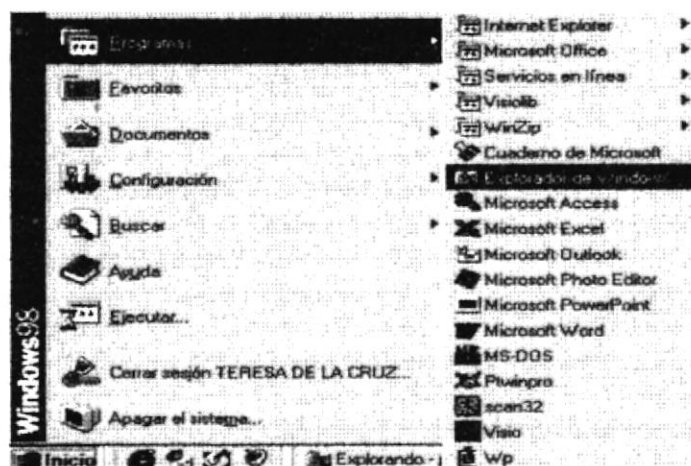 Programas
Favoritos
Documentos
Configuración
Buscar
Ayuda
Ejecutar...
Cerrar sesión TERESA DE LA CRUZ...
Apagar el sistema...
Windows98
Inicio
Explorando -
Internet Explorer
Microsoft Office
Servicios en línea
Visiolib
WinZip
Cuaderno de Microsoft
Explorador de Windows
Microsoft Access
Microsoft Excel
Microsoft Outlook
Microsoft Photo Editor
Microsoft PowerPoint
Microsoft Word
MS-DOS
Ptwinpro
scan32
Visio
Wp